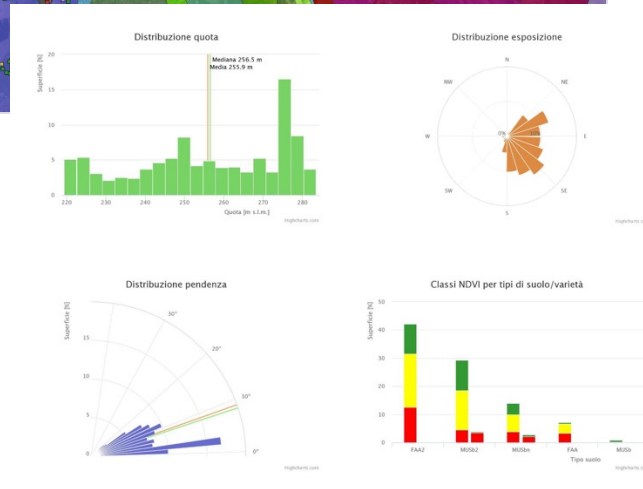 Distribuzione quota
Superficie [%]
20
15
10
5
0
Mediana 256.5 m
Media 255.9 m
220 230 240 250 260 270 280
Quota [m s.l.m.]
Highcharts.com
Distribuzione esposizione
N
NW NE
W 0% E
SW SE
S
Distribuzione pendenza
Superficie [%]
15
10
5
0
30°
20°
10°
0°
Highcharts.com
Classi NDVI per tipi di suolo/varietà
Superficie [%]
50
40
30
20
10
0
FAA2 MUSb2 MUSbn FAA MUSb
Tipo suolo